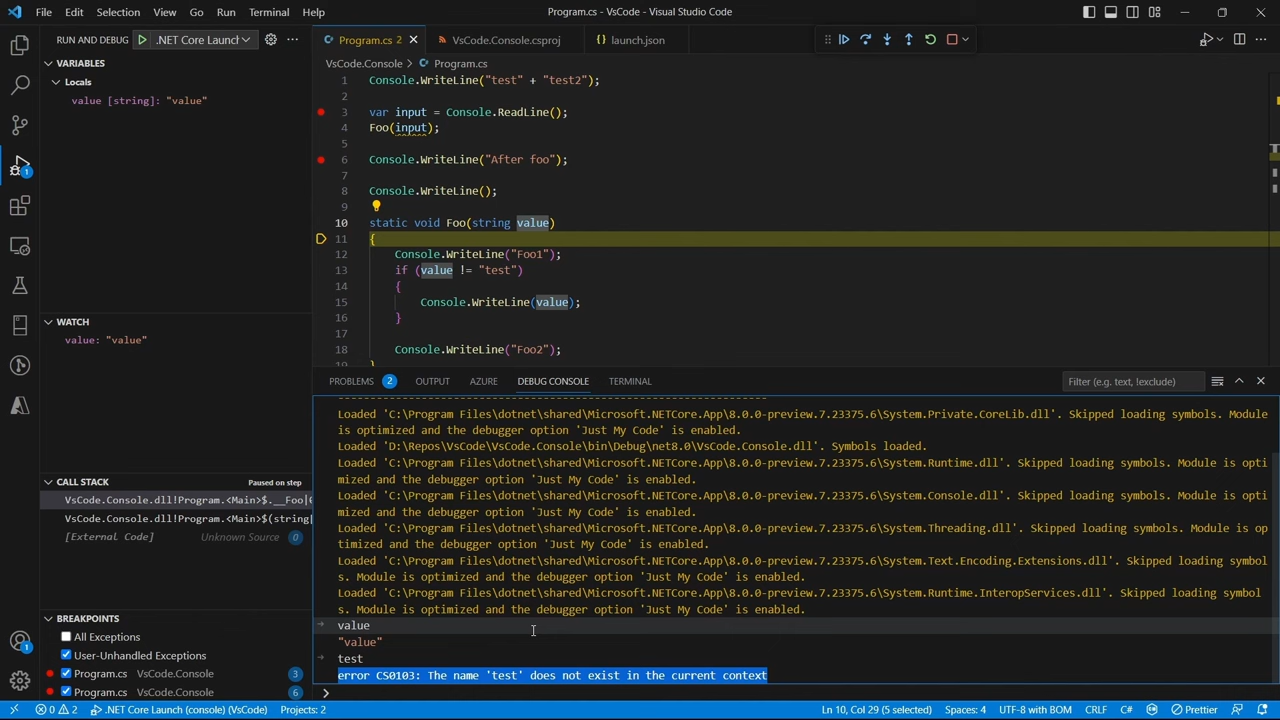 File Edit Selection View Go Run Terminal Help
Program.cs - VsCode - Visual Studio Code
RUN AND DEBUG .NET Core Launch
Program.cs 2
VsCode.Console.csproj
launch.json
VARIABLES
Locals
value [string]: "value"
WATCH
value: "value"
CALL STACK Paused on step
VsCode.Console.dll!Program.<Main>$.__Foo|0
VsCode.Console.dll!Program.<Main>$(string[
[External Code] Unknown Source 0
BREAKPOINTS
All Exceptions
User-Unhandled Exceptions
Program.cs VsCode.Console 3
Program.cs VsCode.Console 6
1
VsCode.Console > Program.cs
1 Console.WriteLine("test" + "test2");
2
3 var input = Console.ReadLine();
4 Foo(input);
5
6 Console.WriteLine("After foo");
7
8 Console.WriteLine();
9
10 static void Foo(string value)
11 {
12 Console.WriteLine("Foo1");
13 if (value != "test")
14 {
15 Console.WriteLine(value);
16 }
17
18 Console.WriteLine("Foo2");
19 }
PROBLEMS 2 OUTPUT AZURE DEBUG CONSOLE TERMINAL
Filter (e.g. text, !exclude)
-------------------------------------------------------------------
Loaded 'C:\Program Files\dotnet\shared\Microsoft.NETCore.App\8.0.0-preview.7.23375.6\System.Private.CoreLib.dll'. Skipped loading symbols. Module
is optimized and the debugger option 'Just My Code' is enabled.
Loaded 'D:\Repos\VsCode\VsCode.Console\bin\Debug\net8.0\VsCode.Console.dll'. Symbols loaded.
Loaded 'C:\Program Files\dotnet\shared\Microsoft.NETCore.App\8.0.0-preview.7.23375.6\System.Runtime.dll'. Skipped loading symbols. Module is opti
mized and the debugger option 'Just My Code' is enabled.
Loaded 'C:\Program Files\dotnet\shared\Microsoft.NETCore.App\8.0.0-preview.7.23375.6\System.Console.dll'. Skipped loading symbols. Module is opti
mized and the debugger option 'Just My Code' is enabled.
Loaded 'C:\Program Files\dotnet\shared\Microsoft.NETCore.App\8.0.0-preview.7.23375.6\System.Threading.dll'. Skipped loading symbols. Module is op
timized and the debugger option 'Just My Code' is enabled.
Loaded 'C:\Program Files\dotnet\shared\Microsoft.NETCore.App\8.0.0-preview.7.23375.6\System.Text.Encoding.Extensions.dll'. Skipped loading symbol
s. Module is optimized and the debugger option 'Just My Code' is enabled.
Loaded 'C:\Program Files\dotnet\shared\Microsoft.NETCore.App\8.0.0-preview.7.23375.6\System.Runtime.InteropServices.dll'. Skipped loading symbol
s. Module is optimized and the debugger option 'Just My Code' is enabled.
value
"value"
test
error CS0103: The name 'test' does not exist in the current context
0 2 .NET Core Launch (console) (VsCode) Projects: 2
Ln 10, Col 29 (5 selected) Spaces: 4 UTF-8 with BOM CRLF C# Prettier